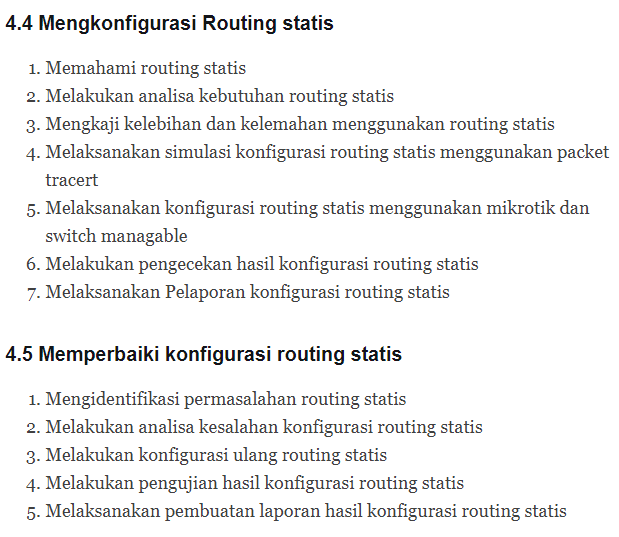 4.4 Mengkonfigurasi Routing statis
1. Memahami routing statis
2. Melakukan analisa kebutuhan routing statis
3. Mengkaji kelebihan dan kelemahan menggunakan routing statis
4. Melaksanakan simulasi konfigurasi routing statis menggunakan packet
tracert
5. Melaksanakan konfigurasi routing statis menggunakan mikrotik dan
switch managable
6. Melakukan pengecekan hasil konfigurasi routing statis
7. Melaksanakan Pelaporan konfigurasi routing statis
4.5 Memperbaiki konfigurasi routing statis
1. Mengidentifikasi permasalahan routing statis
2. Melakukan analisa kesalahan konfigurasi routing statis
3. Melakukan konfigurasi ulang routing statis
4. Melakukan pengujian hasil konfigurasi routing statis
5. Melaksanakan pembuatan laporan hasil konfigurasi routing statis